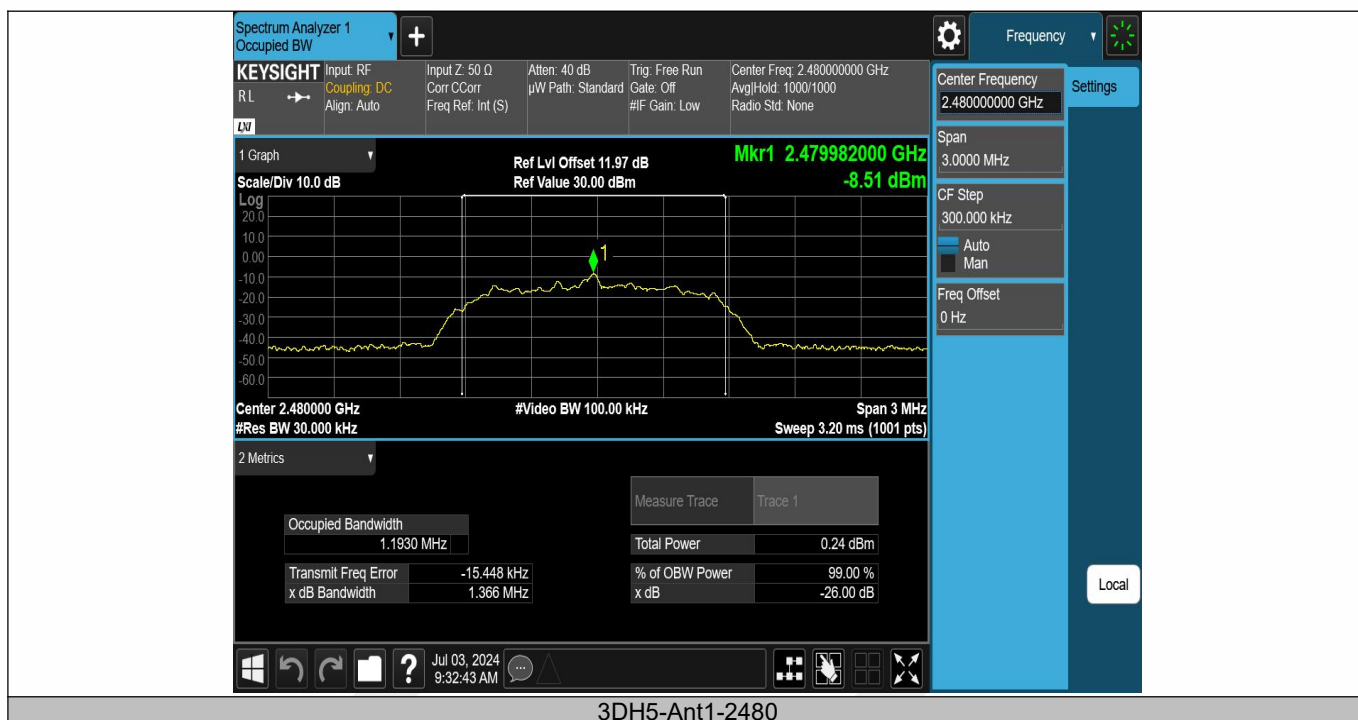 Spectrum Analyzer 1
Occupied BW
+
Frequency
KEYSIGHT
R L
LXI
Input: RF
Coupling: DC
Align: Auto
Input Z: 50 Ω
Corr CCorr
Freq Ref: Int (S)
Atten: 40 dB
µW Path: Standard
Trig: Free Run
Gate: Off
#IF Gain: Low
Center Freq: 2.480000000 GHz
Avg|Hold: 1000/1000
Radio Std: None
Center Frequency
2.480000000 GHz
Settings
Span
3.0000 MHz
CF Step
300.000 kHz
Auto
Man
Freq Offset
0 Hz
Local
1 Graph
Scale/Div 10.0 dB
Ref Lvl Offset 11.97 dB
Ref Value 30.00 dBm
Mkr1 2.479982000 GHz
-8.51 dBm
Log
20.0
10.0
0.00
-10.0
-20.0
-30.0
-40.0
-50.0
-60.0
1
Center 2.480000 GHz
#Video BW 100.00 kHz
Span 3 MHz
#Res BW 30.000 kHz
Sweep 3.20 ms (1001 pts)
2 Metrics
Measure Trace
Trace 1
Occupied Bandwidth
1.1930 MHz
Total Power
0.24 dBm
Transmit Freq Error
-15.448 kHz
% of OBW Power
99.00 %
x dB Bandwidth
1.366 MHz
x dB
-26.00 dB
?
Jul 03, 2024
9:32:43 AM
3DH5-Ant1-2480